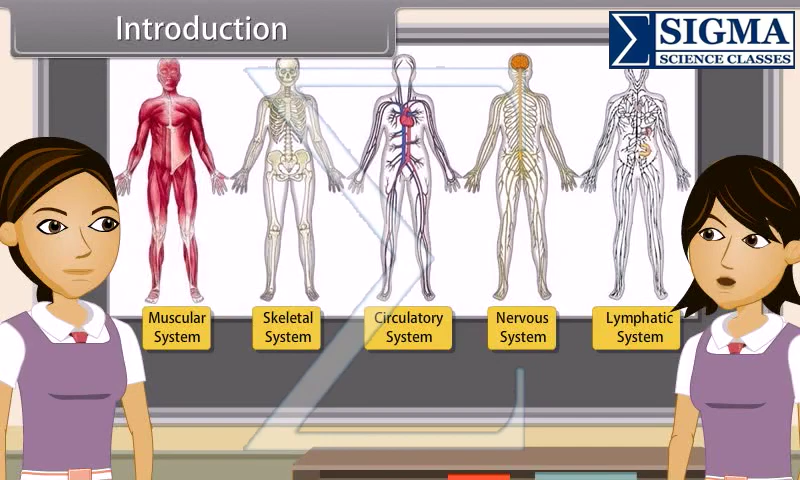 Introduction
SIGMA
SCIENCE CLASSES
Muscular
System
Skeletal
System
Circulatory
System
Nervous
System
Lymphatic
System